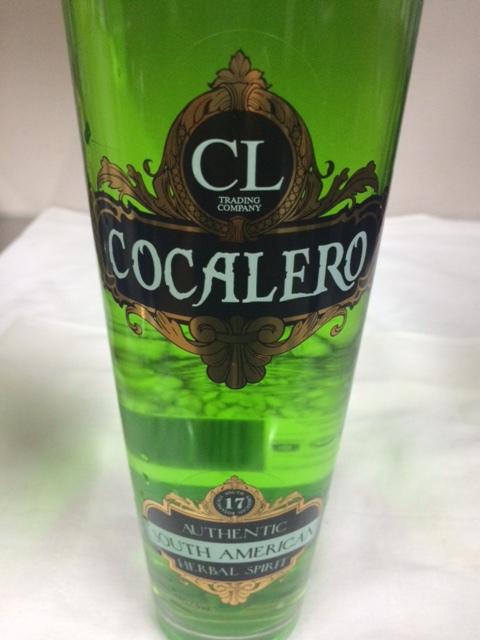 CL
TRADING
COMPANY
COCALERO
17
AUTHENTIC
SOUTH AMERICAN
HERBAL SPIRIT